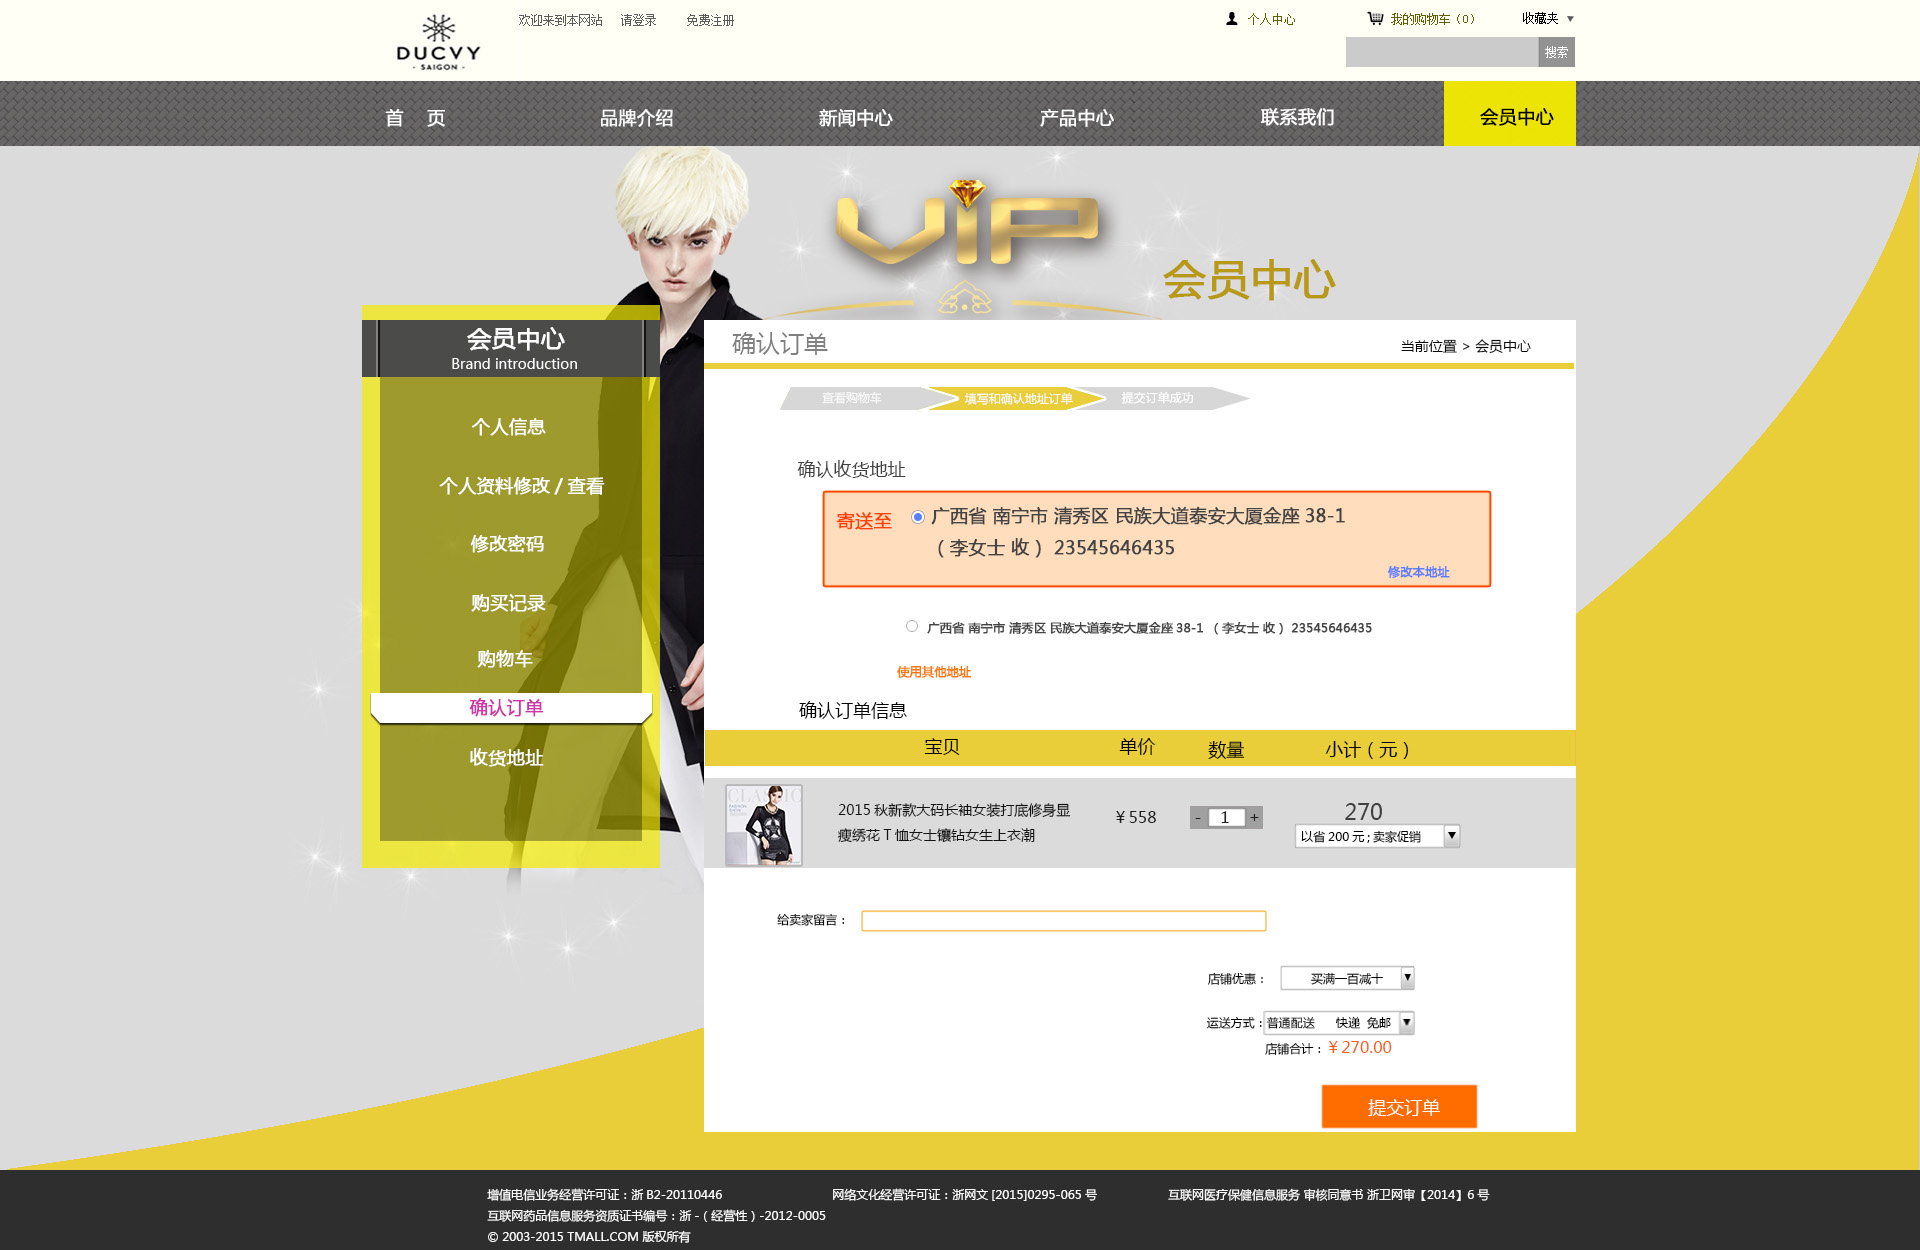 DUCVY
- SAIGON -
欢迎来到本网站 请登录 免费注册
个人中心 我的购物车（0） 收藏夹
搜索
首 页 品牌介绍 新闻中心 产品中心 联系我们 会员中心
ViP
会员中心
会员中心
Brand introduction
个人信息
个人资料修改 / 查看
修改密码
购买记录
购物车
确认订单
收货地址
确认订单
当前位置 > 会员中心
查看购物车 填写和确认地址订单 提交订单成功
确认收货地址
寄送至 广西省 南宁市 清秀区 民族大道泰安大厦金座 38-1
（李女士 收） 23545646435
修改本地址
广西省 南宁市 清秀区 民族大道泰安大厦金座 38-1 （李女士 收） 23545646435
使用其他地址
确认订单信息
宝贝 单价 数量 小计（元）
CLASSIC
2015 秋新款大码长袖女装打底修身显
瘦绣花 T 恤女士镶钻女生上衣潮
¥ 558
- 1 +
270
以省 200 元；卖家促销
给卖家留言：
店铺优惠： 买满一百减十
运送方式：普通配送 快递 免邮
店铺合计： ¥ 270.00
提交订单
增值电信业务经营许可证：浙 B2-20110446 网络文化经营许可证：浙网文 [2015]0295-065 号 互联网医疗保健信息服务 审核同意书 浙卫网审【2014】6 号
互联网药品信息服务资质证书编号：浙 -（经营性）-2012-0005
© 2003-2015 TMALL.COM 版权所有